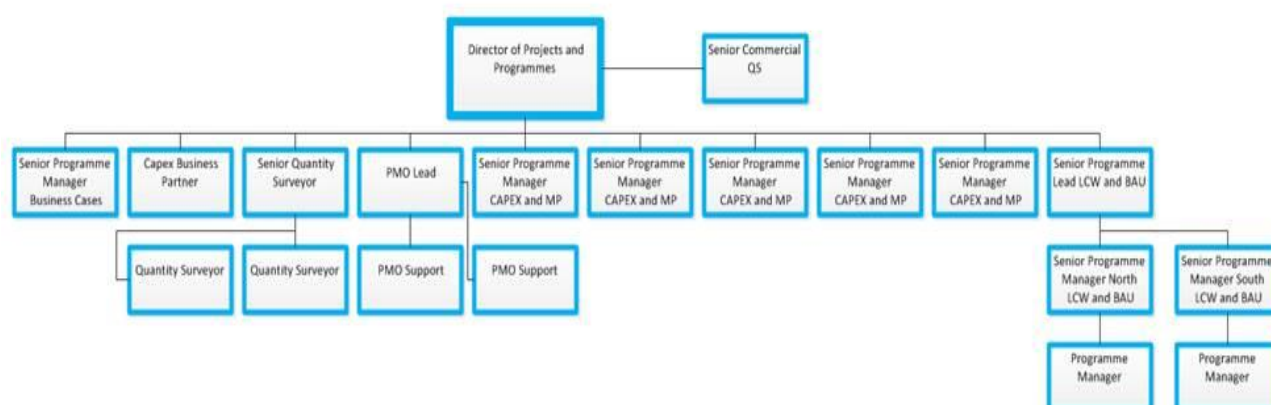 Director of Projects and
Programmes
Senior Commercial
QS
Senior Programme
Manager
Business Cases
Capex Business
Partner
Senior Quantity
Surveyor
PMO Lead
Senior Programme
Manager
CAPEX and MP
Senior Programme
Manager
CAPEX and MP
Senior Programme
Manager
CAPEX and MP
Senior Programme
Manager
CAPEX and MP
Senior Programme
Manager
CAPEX and MP
Senior Programme
Lead LCW and BAU
Quantity Surveyor
Quantity Surveyor
PMO Support
PMO Support
Senior Programme
Manager North
LCW and BAU
Senior Programme
Manager South
LCW and BAU
Programme
Manager
Programme
Manager